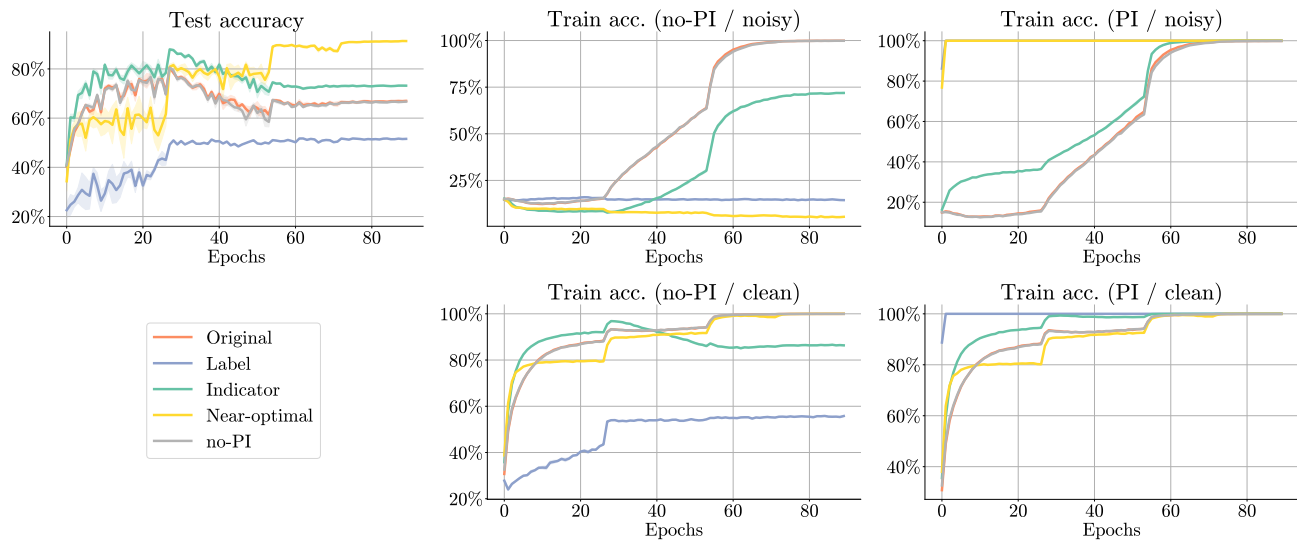 Test accuracy
80%
60%
40%
20%
0 20 40 60 80
Epochs
Train acc. (no-PI / noisy)
100%
75%
50%
25%
0 20 40 60 80
Epochs
Train acc. (PI / noisy)
100%
80%
60%
40%
20%
0 20 40 60 80
Epochs
Original
Label
Indicator
Near-optimal
no-PI
Train acc. (no-PI / clean)
100%
80%
60%
40%
20%
0 20 40 60 80
Epochs
Train acc. (PI / clean)
100%
80%
60%
40%
0 20 40 60 80
Epochs